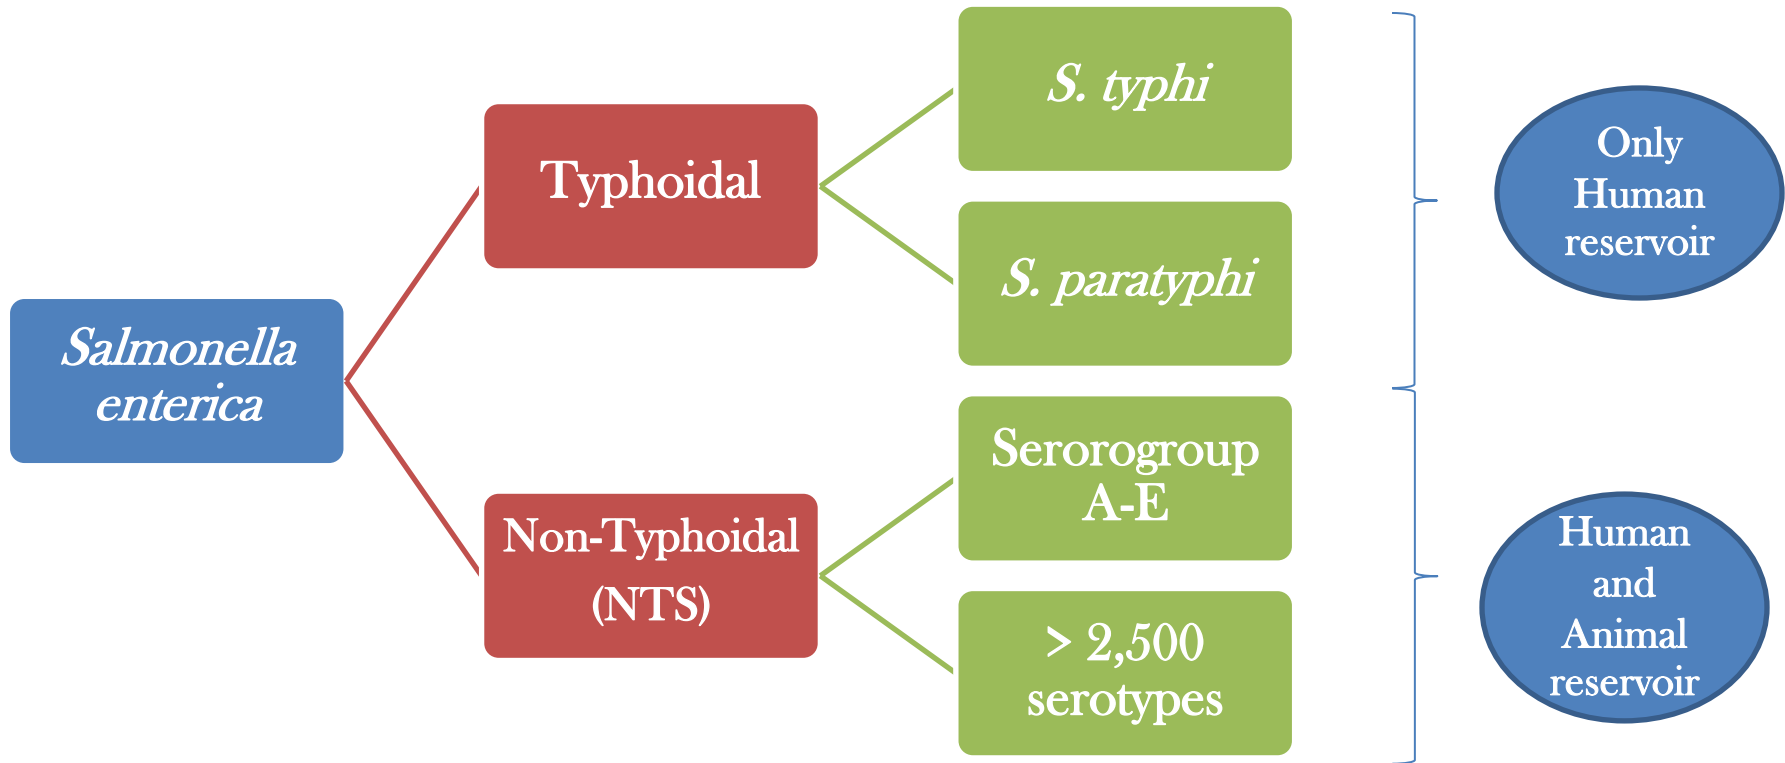 Salmonella
enterica
Typhoidal
Non-Typhoidal
(NTS)
S. typhi
S. paratyphi
Serorogroup
A-E
> 2,500
serotypes
Only
Human
reservoir
Human
and
Animal
reservoir